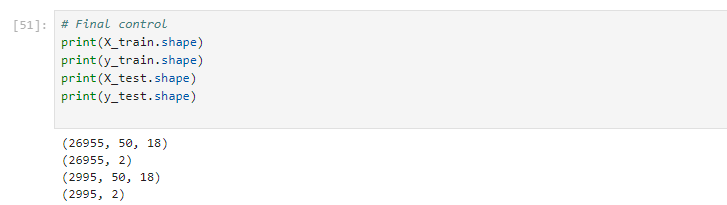 [51]: # Final control
print(X_train.shape)
print(y_train.shape)
print(X_test.shape)
print(y_test.shape)
(26955, 50, 18)
(26955, 2)
(2995, 50, 18)
(2995, 2)